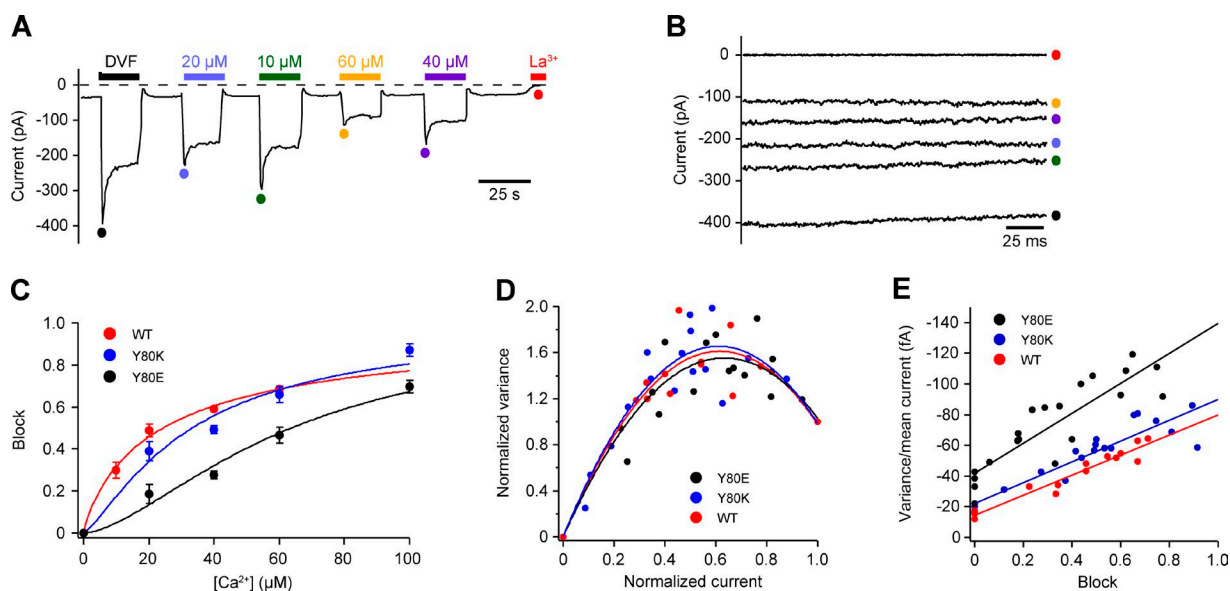 A
DVF
20 µM
10 µM
60 µM
40 µM
La³⁺
0
-100
-200
-300
-400
Current (pA)
25 s
B
0
-100
-200
-300
-400
Current (pA)
25 ms
C
WT
Y80K
Y80E
1.0
0.8
0.6
0.4
0.2
0
Block
0
20
40
60
80
100
[Ca²⁺] (µM)
D
2.0
1.6
1.2
0.8
1.4
0
Normalized variance
Y80E
Y80K
WT
0
0.2
0.4
0.6
0.8
1.0
Normalized current
E
Y80E
Y80K
WT
-140
-120
-100
-80
-60
-40
-20
0
Variance/mean current (fA)
0
0.2
0.4
0.6
0.8
1.0
Block